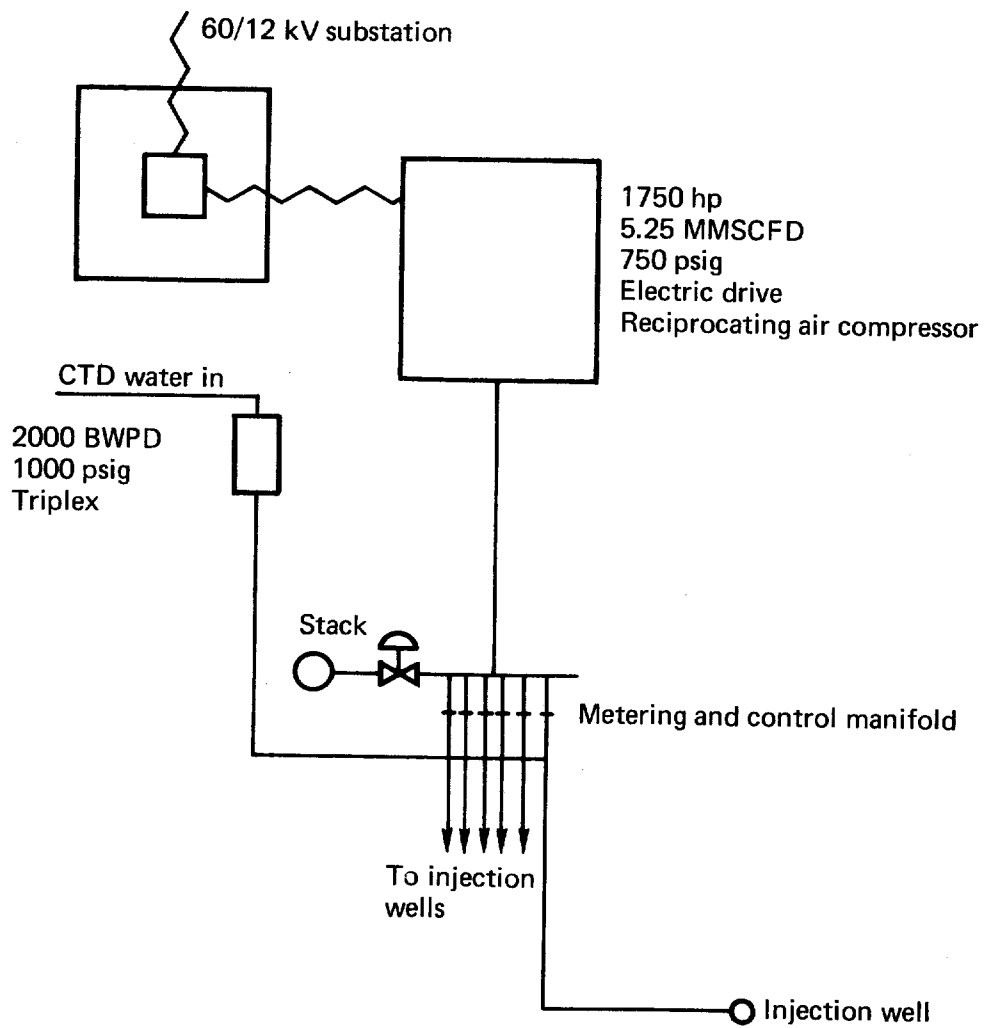 60/12 kV substation
1750 hp
5.25 MMSCFD
750 psig
Electric drive
Reciprocating air compressor
CTD water in
2000 BWPD
1000 psig
Triplex
Stack
Metering and control manifold
To injection
wells
Injection well